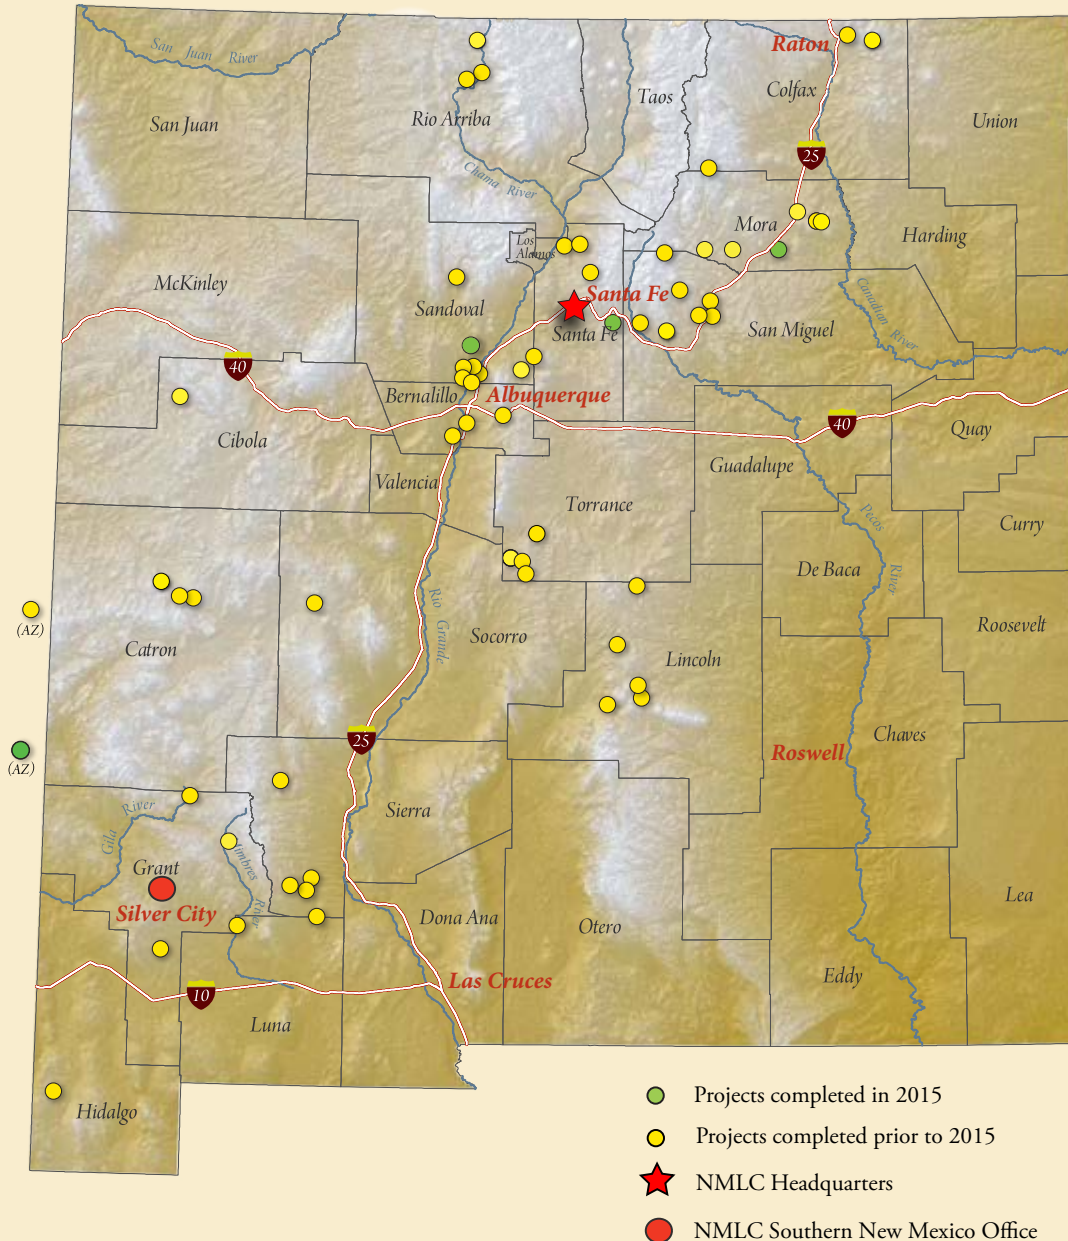 San Juan River
Raton
Taos
Colfax
Rio Arriba
San Juan
Union
25
Chama River
Mora
Harding
Los
Alamos
McKinley
Sandoval
Santa Fe
Canadian River
San Miguel
Santa Fe
40
Bernalillo
Albuquerque
40
Quay
Cibola
Guadalupe
Valencia
Torrance
Pecos River
Curry
De Baca
Rio Grande
(AZ)
Catron
Socorro
Lincoln
Roosevelt
Chaves
25
Roswell
(AZ)
Gila River
Sierra
Mimbres River
Grant
Silver City
Dona Ana
Otero
Lea
Las Cruces
Eddy
10
Luna
Hidalgo
Projects completed in 2015
Projects completed prior to 2015
NMLC Headquarters
NMLC Southern New Mexico Office